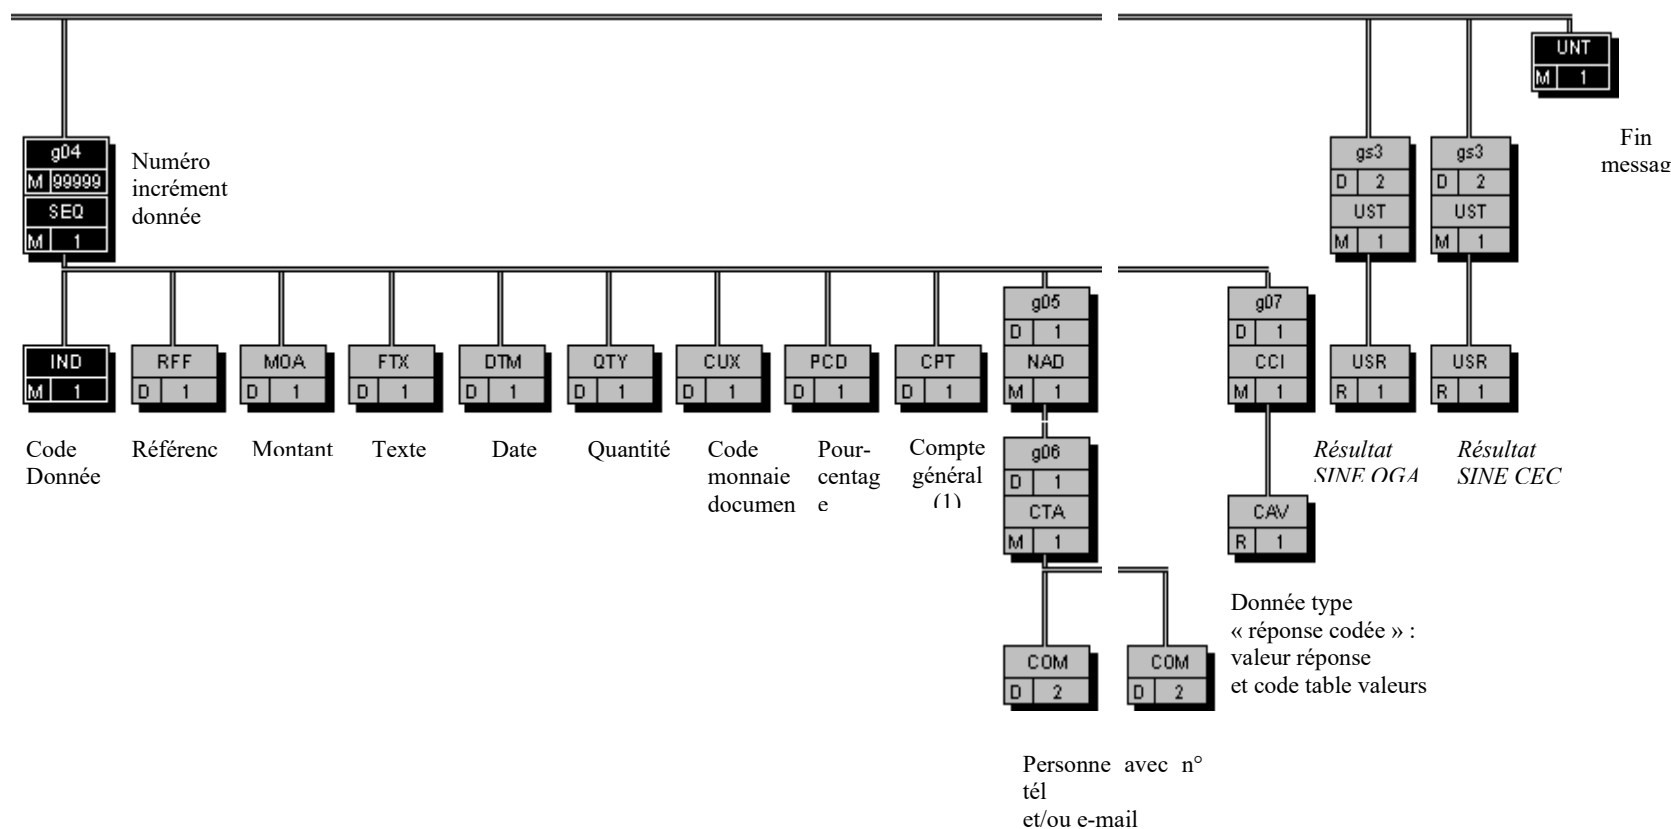 UNT
M 1
Fin
messag
g04
M 99999
SEQ
M 1
Numéro
incrément
donnée
gs3
D 2
UST
M 1
gs3
D 2
UST
M 1
IND
M 1
Code
Donnée
RFF
D 1
Référenc
MOA
D 1
Montant
FTX
D 1
Texte
DTM
D 1
Date
QTY
D 1
Quantité
CUX
D 1
Code
monnaie
documen
PCD
D 1
Pour-
centag
e
CPT
D 1
Compte
général
(1)
g05
D 1
NAD
M 1
g06
D 1
CTA
M 1
COM
D 2
COM
D 2
Personne avec n°
tél
et/ou e-mail
g07
D 1
CCI
M 1
CAV
R 1
Donnée type
« réponse codée » :
valeur réponse
et code table valeurs
USR
R 1
Résultat
SINE OGA
USR
R 1
Résultat
SINE CEC